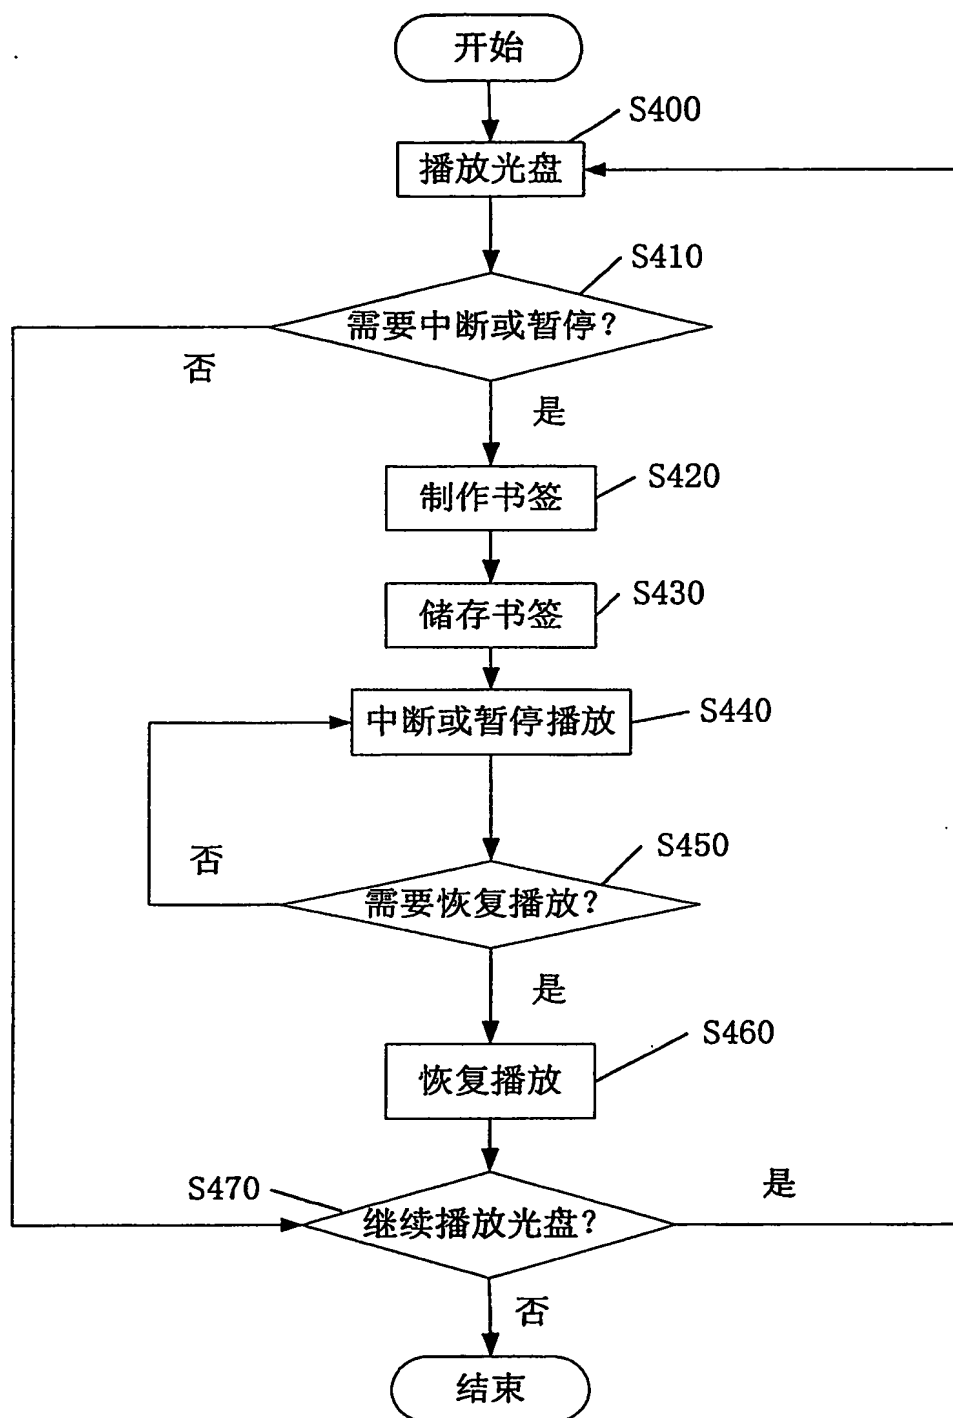 开始
S400
播放光盘
S410
需要中断或暂停?
否
是
制作书签
S420
储存书签
S430
中断或暂停播放
S440
否
S450
需要恢复播放?
是
S460
恢复播放
S470
是
继续播放光盘?
否
结束